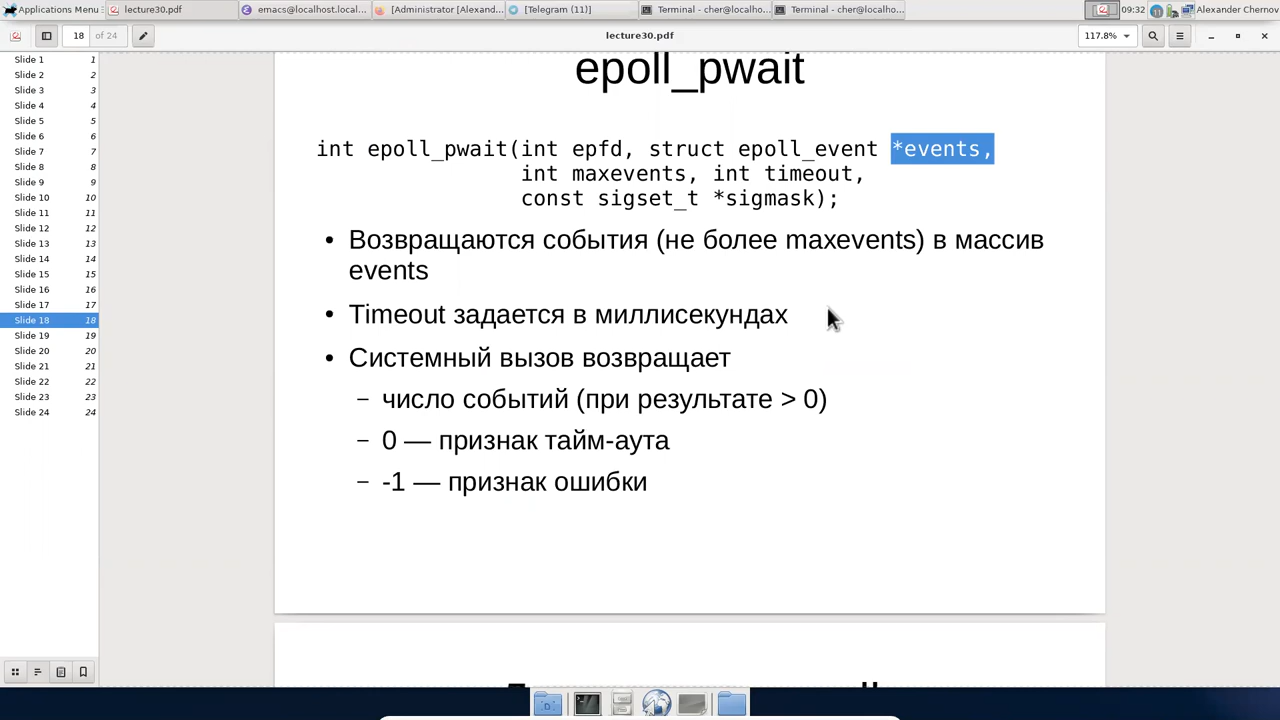 Applications Menu
lecture30.pdf
emacs@localhost.local...
[Administrator [Alexand...
[Telegram (11)]
Terminal - cher@localho...
Terminal - cher@localho...
09:32
11
Alexander Chernov
18 of 24
lecture30.pdf
117.8%
Slide 1 1
Slide 2 2
Slide 3 3
Slide 4 4
Slide 5 5
Slide 6 6
Slide 7 7
Slide 8 8
Slide 9 9
Slide 10 10
Slide 11 11
Slide 12 12
Slide 13 13
Slide 14 14
Slide 15 15
Slide 16 16
Slide 17 17
Slide 18 18
Slide 19 19
Slide 20 20
Slide 21 21
Slide 22 22
Slide 23 23
Slide 24 24
epoll_pwait
int epoll_pwait(int epfd, struct epoll_event *events,
int maxevents, int timeout,
const sigset_t *sigmask);
• Возвращаются события (не более maxevents) в массив
events
• Timeout задается в миллисекундах
• Системный вызов возвращает
– число событий (при результате > 0)
– 0 — признак тайм-аута
– -1 — признак ошибки